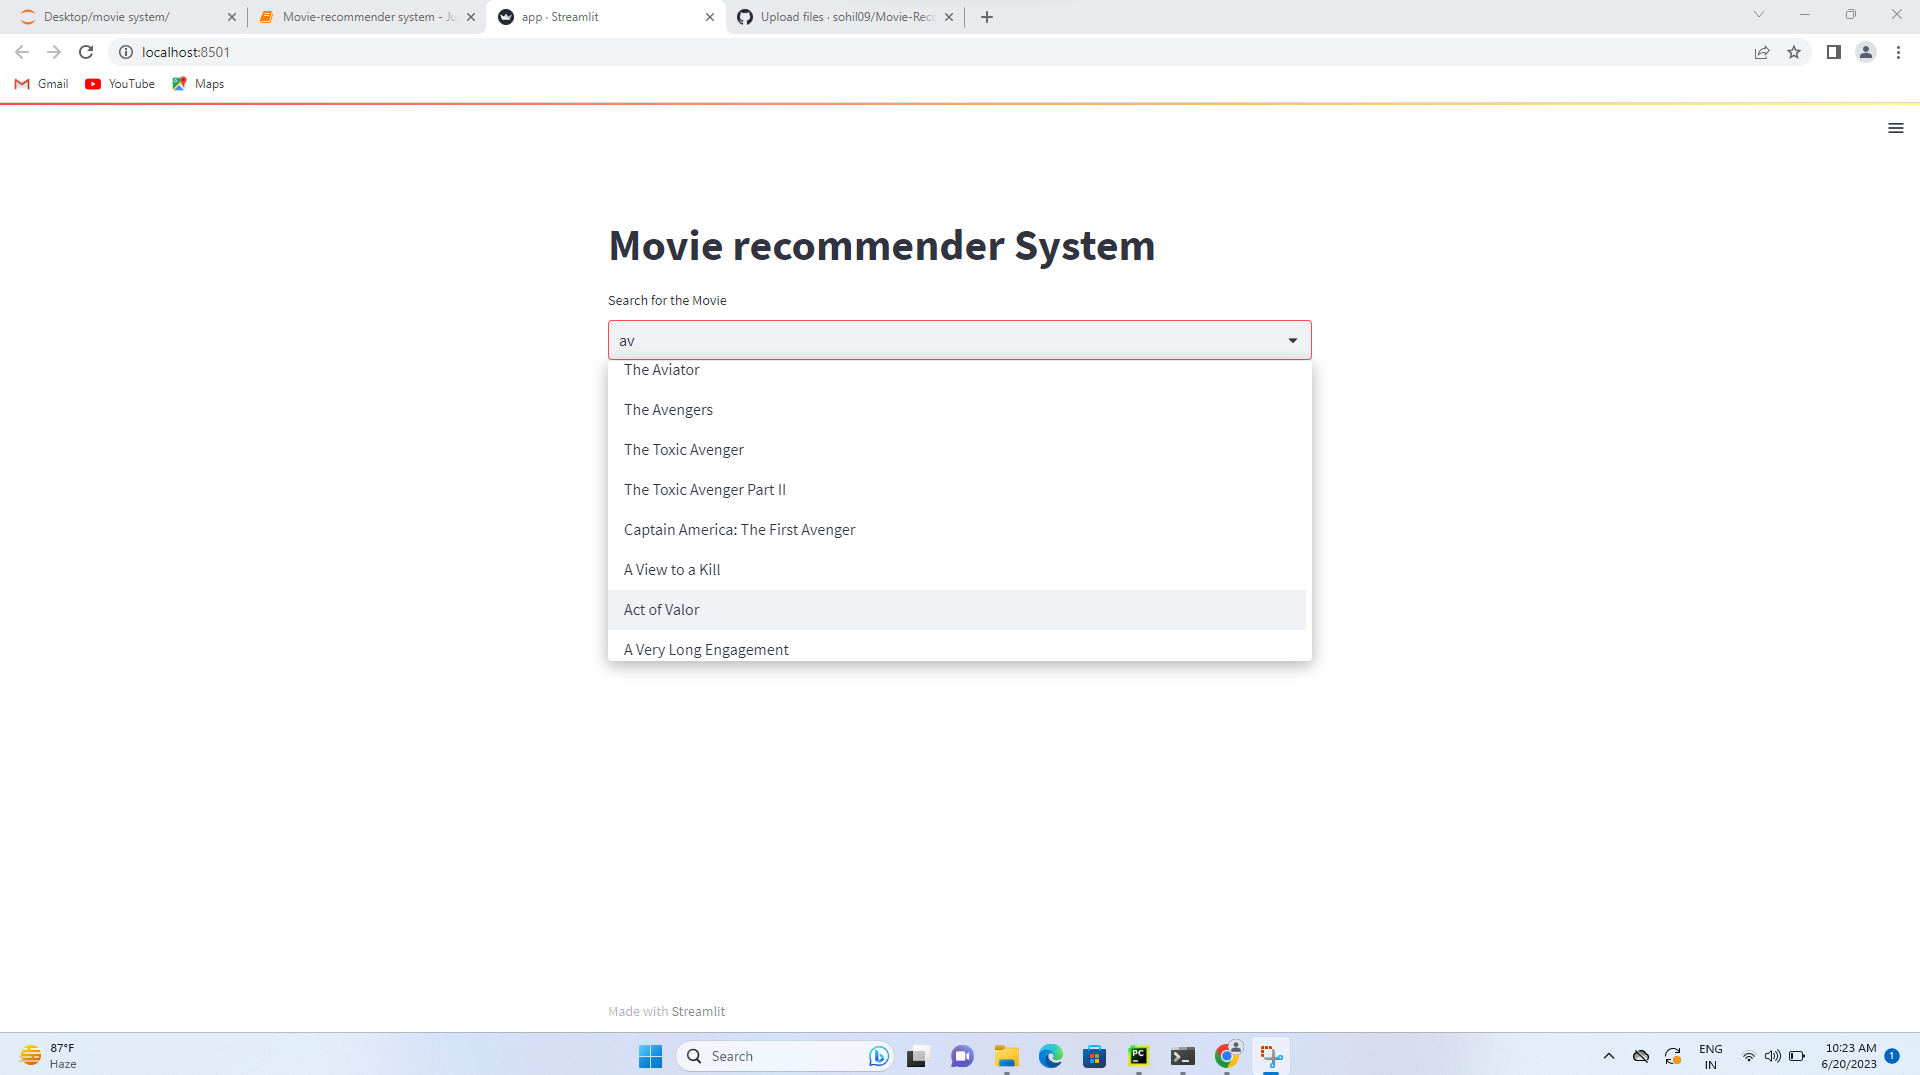 Desktop/movie system/
Movie-recommender system - Ju
app · Streamlit
Upload files · sohil09/Movie-Reco
localhost:8501
Gmail
YouTube
Maps
Movie recommender System
Search for the Movie
av
The Aviator
The Avengers
The Toxic Avenger
The Toxic Avenger Part II
Captain America: The First Avenger
A View to a Kill
Act of Valor
A Very Long Engagement
Made with Streamlit
87°F
Haze
Search
PC
ENG
IN
10:23 AM
6/20/2023
1